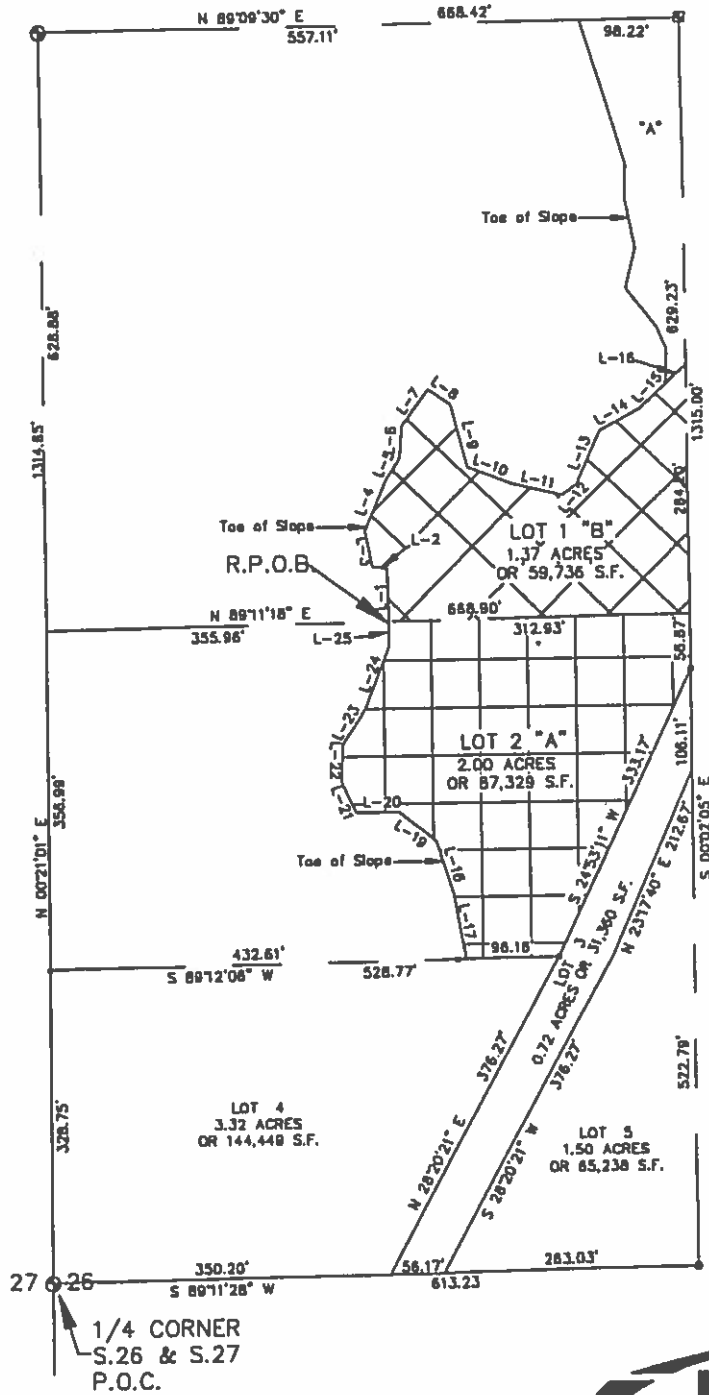 N 89°09'30" E
668.42'
557.11'
98.22'
"A"
Toe of Slope
628.88'
629.23'
L-16
L-15
L-14
L-13
L-12
L-11
L-10
L-9
L-8
L-7
L-6
L-5
L-4
1314.65'
1315.00'
284.20'
Toe of Slope
L-3
L-2
LOT 1 "B"
1.37 ACRES
OR 59,736 S.F.
R.P.O.B.
N 89°11'18" E
355.96'
668.90'
312.93'
L-25
58.87'
L-24
L-23
L-22
L-21
L-20
L-19
LOT 2 "A"
2.00 ACRES
OR 87,329 S.F.
333.17'
106.11'
S 24°53'11" W
356.99'
N 00°21'01" E
Toe of Slope
L-18
L-17
N 23°17'40" E 212.67'
S 00°02'05" E
432.61'
S 89°12'08" W
528.77'
96.16'
LOT 3
0.72 ACRES OR 31,360 S.F.
376.27'
376.27'
522.79'
328.75'
LOT 4
3.32 ACRES
OR 144,449 S.F.
N 28°20'21" E
S 28°20'21" W
LOT 5
1.50 ACRES
OR 65,238 S.F.
350.20'
56.17'
263.03'
S 89°11'28" W
613.23
27
26
1/4 CORNER
S.26 & S.27
P.O.C.